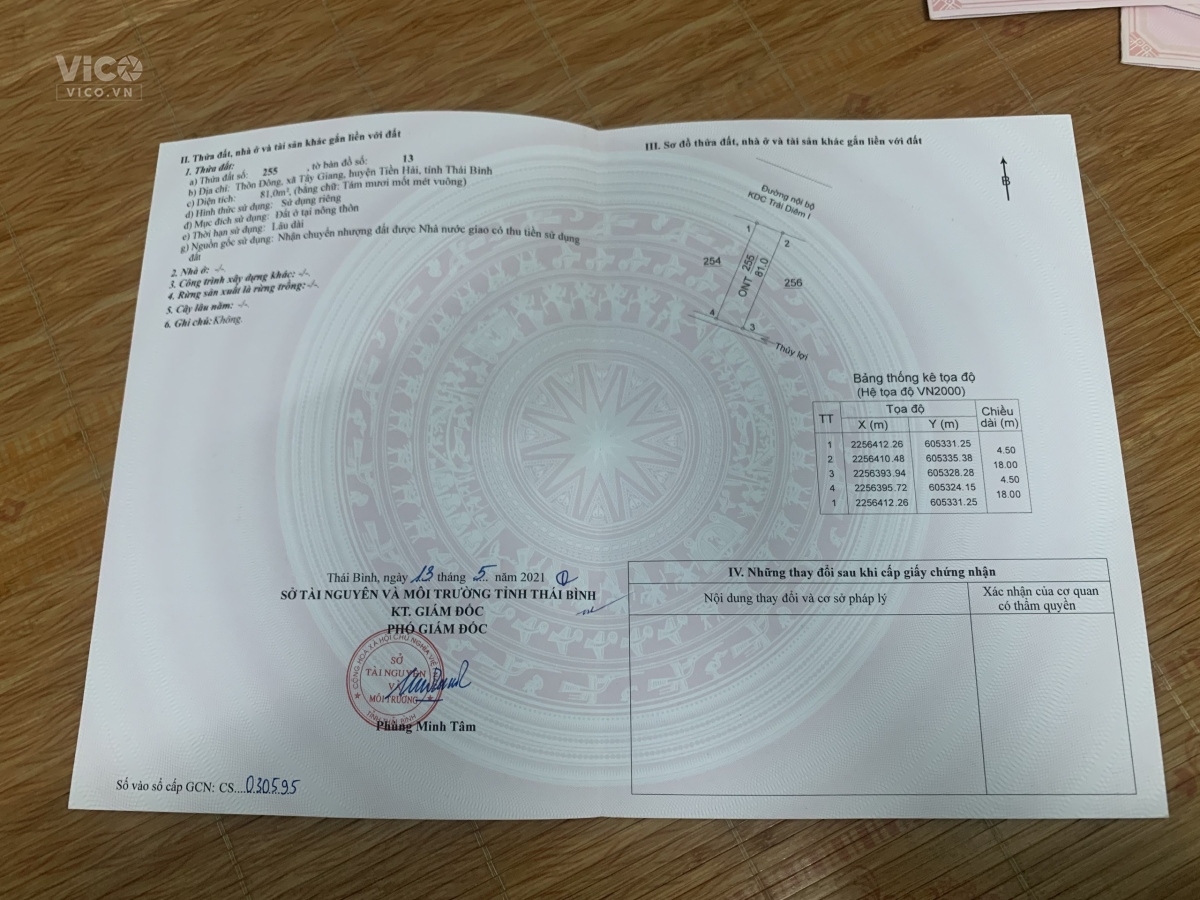 VICO
VICO.VN
II. Thửa đất, nhà ở và tài sản khác gắn liền với đất
1. Thửa đất:
a) Thửa đất số: 255 , tờ bản đồ số: 13
b) Địa chỉ: Thôn Đông, xã Tây Giang, huyện Tiền Hải, tỉnh Thái Bình
c) Diện tích: 81,0m², (bằng chữ: Tám mươi mốt mét vuông)
d) Hình thức sử dụng: Sử dụng riêng
đ) Mục đích sử dụng: Đất ở tại nông thôn
e) Thời hạn sử dụng: Lâu dài
g) Nguồn gốc sử dụng: Nhận chuyển nhượng đất được Nhà nước giao có thu tiền sử dụng
đất
2. Nhà ở: -/-
3. Công trình xây dựng khác: -/-
4. Rừng sản xuất là rừng trồng: -/-
5. Cây lâu năm: -/-
6. Ghi chú: Không.
Thái Bình, ngày 13 tháng 5 năm 2021
SỞ TÀI NGUYÊN VÀ MÔI TRƯỜNG TỈNH THÁI BÌNH
KT. GIÁM ĐỐC
PHÓ GIÁM ĐỐC
CỘNG HOÀ XÃ HỘI CHỦ NGHĨA VIỆT
SỞ
TÀI NGUYÊN
VÀ
MÔI TRƯỜNG
TỈNH THÁI BÌNH
Phùng Minh Tâm
Số vào sổ cấp GCN: CS....030595
III. Sơ đồ thửa đất, nhà ở và tài sản khác gắn liền với đất
B
Đường nội bộ
KDC Trái Diêm I
1
2
254
ONT 255
81.0
256
4
3
Thủy lợi
Bảng thống kê tọa độ
(Hệ tọa độ VN2000)
TT Tọa độ Chiều dài (m)
X (m) Y (m)
1 2256412.26 605331.25
4.50
2 2256410.48 605335.38
18.00
3 2256393.94 605328.28
4.50
4 2256395.72 605324.15
18.00
1 2256412.26 605331.25
IV. Những thay đổi sau khi cấp giấy chứng nhận
Nội dung thay đổi và cơ sở pháp lý
Xác nhận của cơ quan
có thẩm quyền